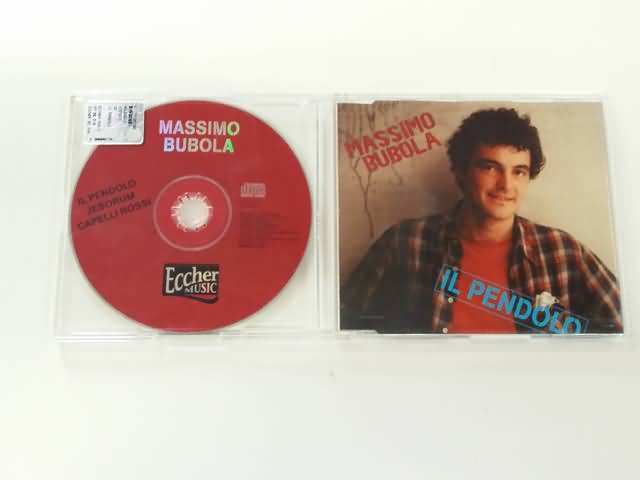 MASSIMO
BUBOLA
IL PENDOLO
JESORUM
CAPELLI ROSSI
Eccher
MUSIC
MASSIMO
BUBOLA
IL PENDOLO